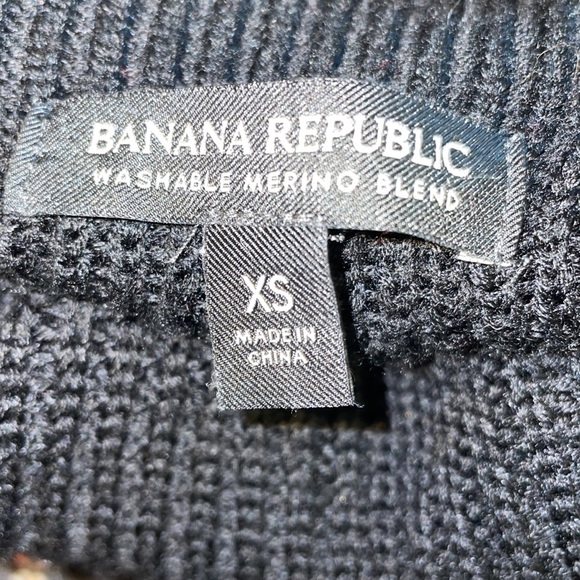 BANANA REPUBLIC
WASHABLE MERINO BLEND
XS
MADE IN
CHINA